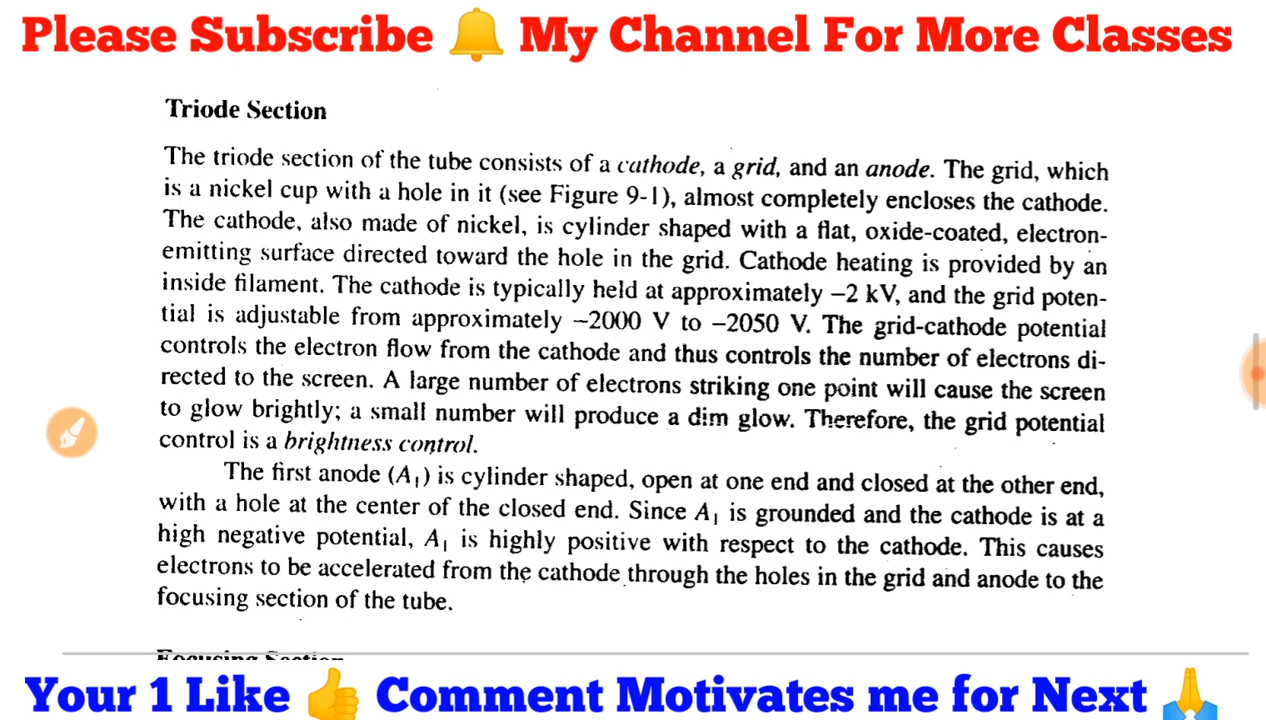 Please Subscribe 🔔 My Channel For More Classes
Triode Section
The triode section of the tube consists of a cathode, a grid, and an anode. The grid, which
is a nickel cup with a hole in it (see Figure 9-1), almost completely encloses the cathode.
The cathode, also made of nickel, is cylinder shaped with a flat, oxide-coated, electron-
emitting surface directed toward the hole in the grid. Cathode heating is provided by an
inside filament. The cathode is typically held at approximately −2 kV, and the grid poten-
tial is adjustable from approximately −2000 V to −2050 V. The grid-cathode potential
controls the electron flow from the cathode and thus controls the number of electrons di-
rected to the screen. A large number of electrons striking one point will cause the screen
to glow brightly; a small number will produce a dim glow. Therefore, the grid potential
control is a brightness control.
The first anode (A₁) is cylinder shaped, open at one end and closed at the other end,
with a hole at the center of the closed end. Since A₁ is grounded and the cathode is at a
high negative potential, A₁ is highly positive with respect to the cathode. This causes
electrons to be accelerated from the cathode through the holes in the grid and anode to the
focusing section of the tube.
Focusing Section
Your 1 Like 👍 Comment Motivates me for Next 🙏